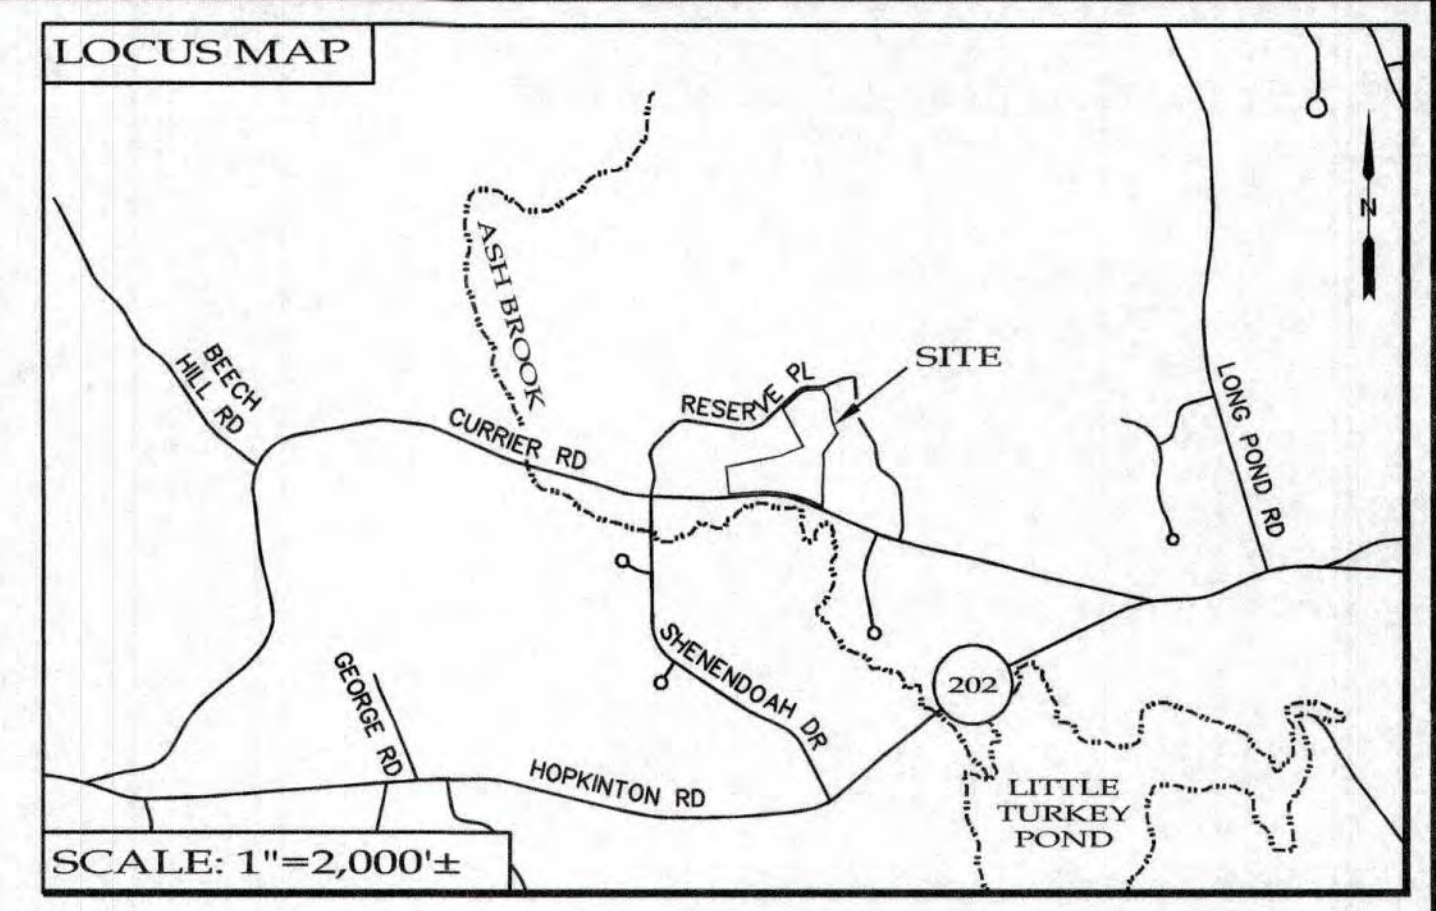 LOCUS MAP
N
ASH BROOK
BEECH
HILL RD
SITE
RESERVE PL
LONG POND RD
CURRIER RD
SHENENDOAH DR
GEORGE RD
202
HOPKINTON RD
LITTLE
TURKEY
POND
SCALE: 1"=2,000'±